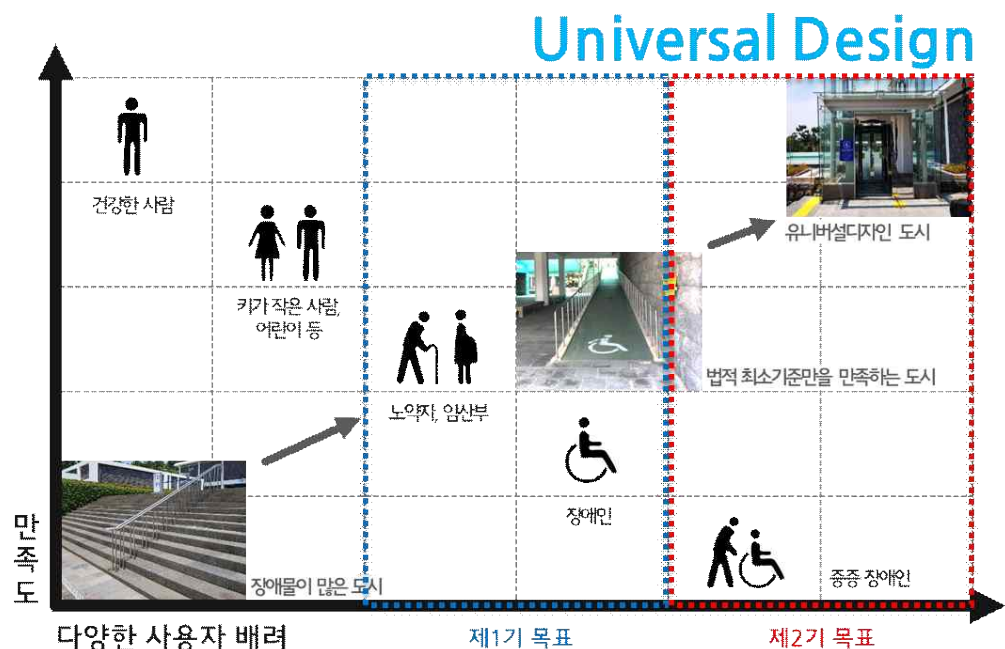 Universal Design
건강한 사람
유니버설디자인 도시
키가 작은 사람,
어린이 등
법적 최소기준만을 만족하는 도시
노약자, 임산부
장애인
만족도
장애물이 많은 도시
중증 장애인
다양한 사용자 배려
제1기 목표
제2기 목표